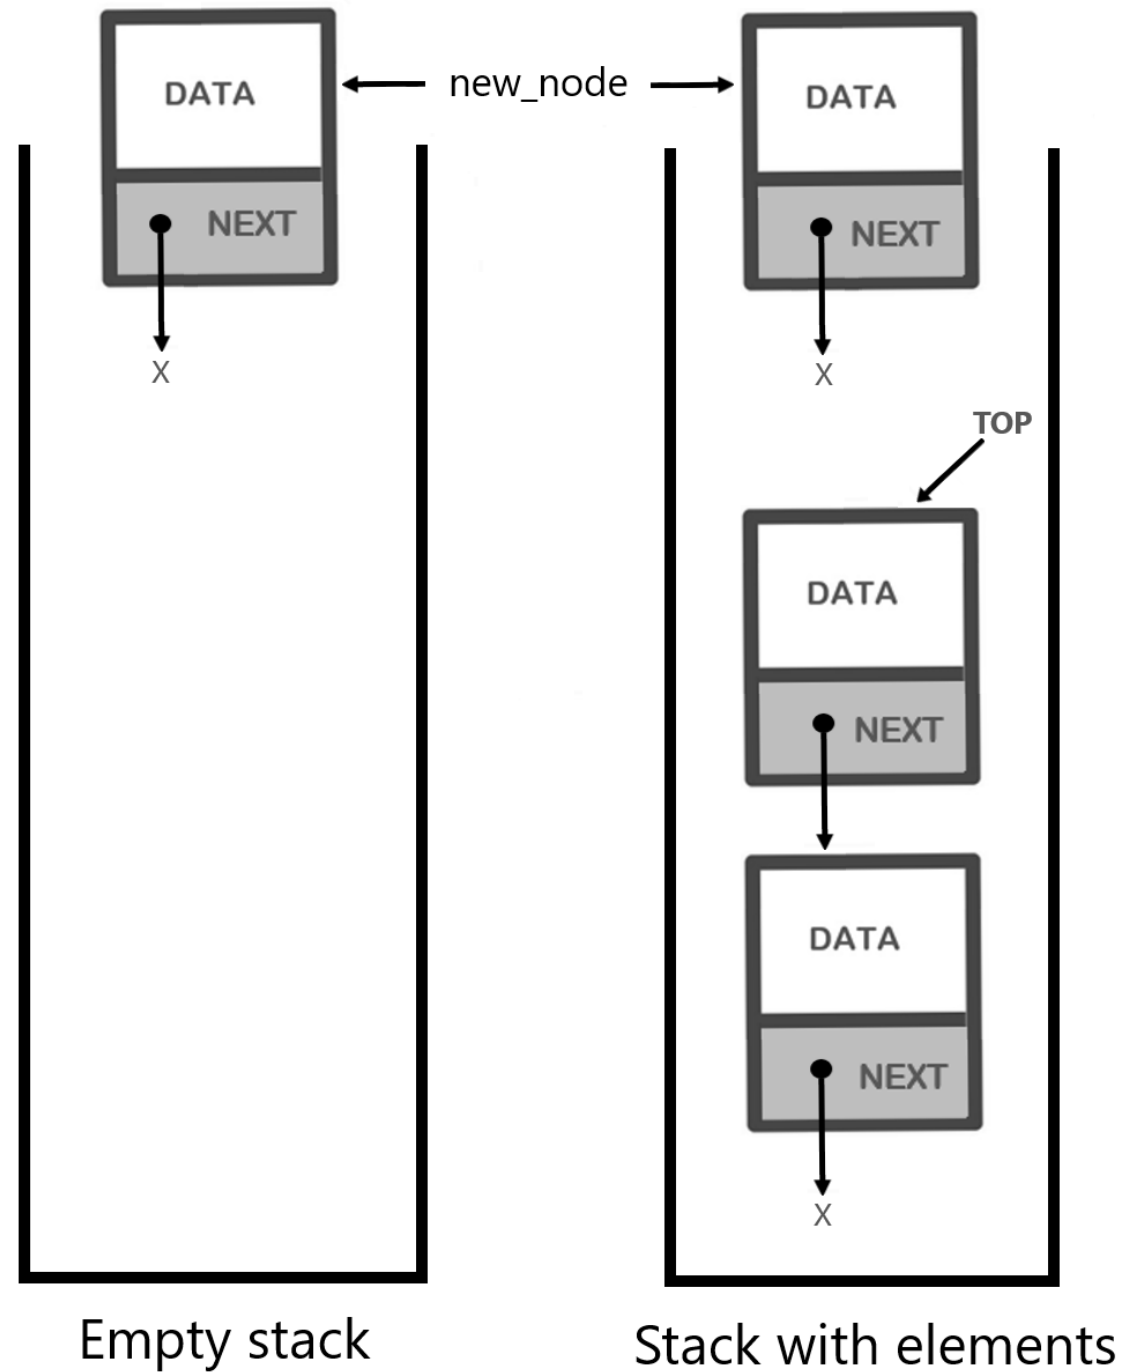 DATA
new_node
DATA
NEXT
NEXT
X
X
TOP
DATA
NEXT
DATA
NEXT
X
Empty stack
Stack with elements